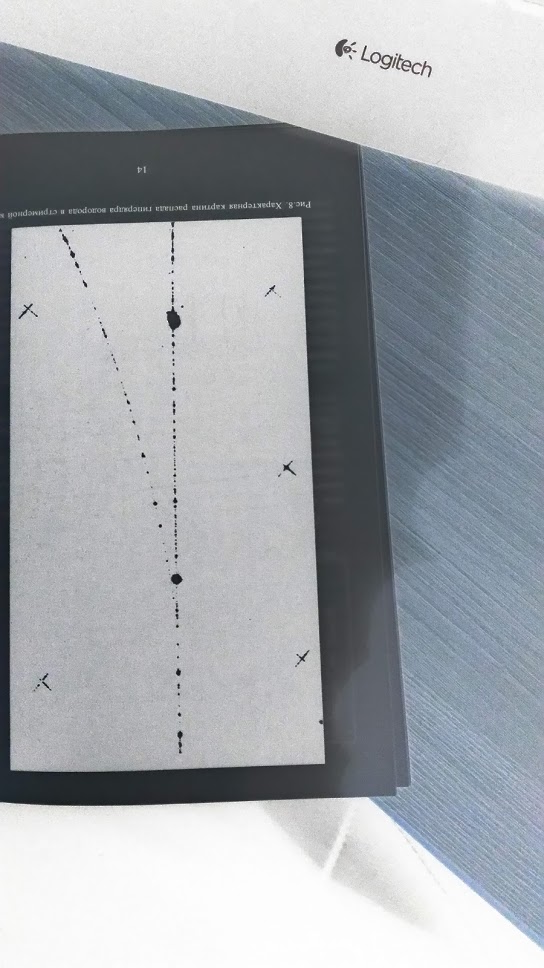 Logitech
14
Рис.8. Характерная картина распада гиперядра водорода в стримерной